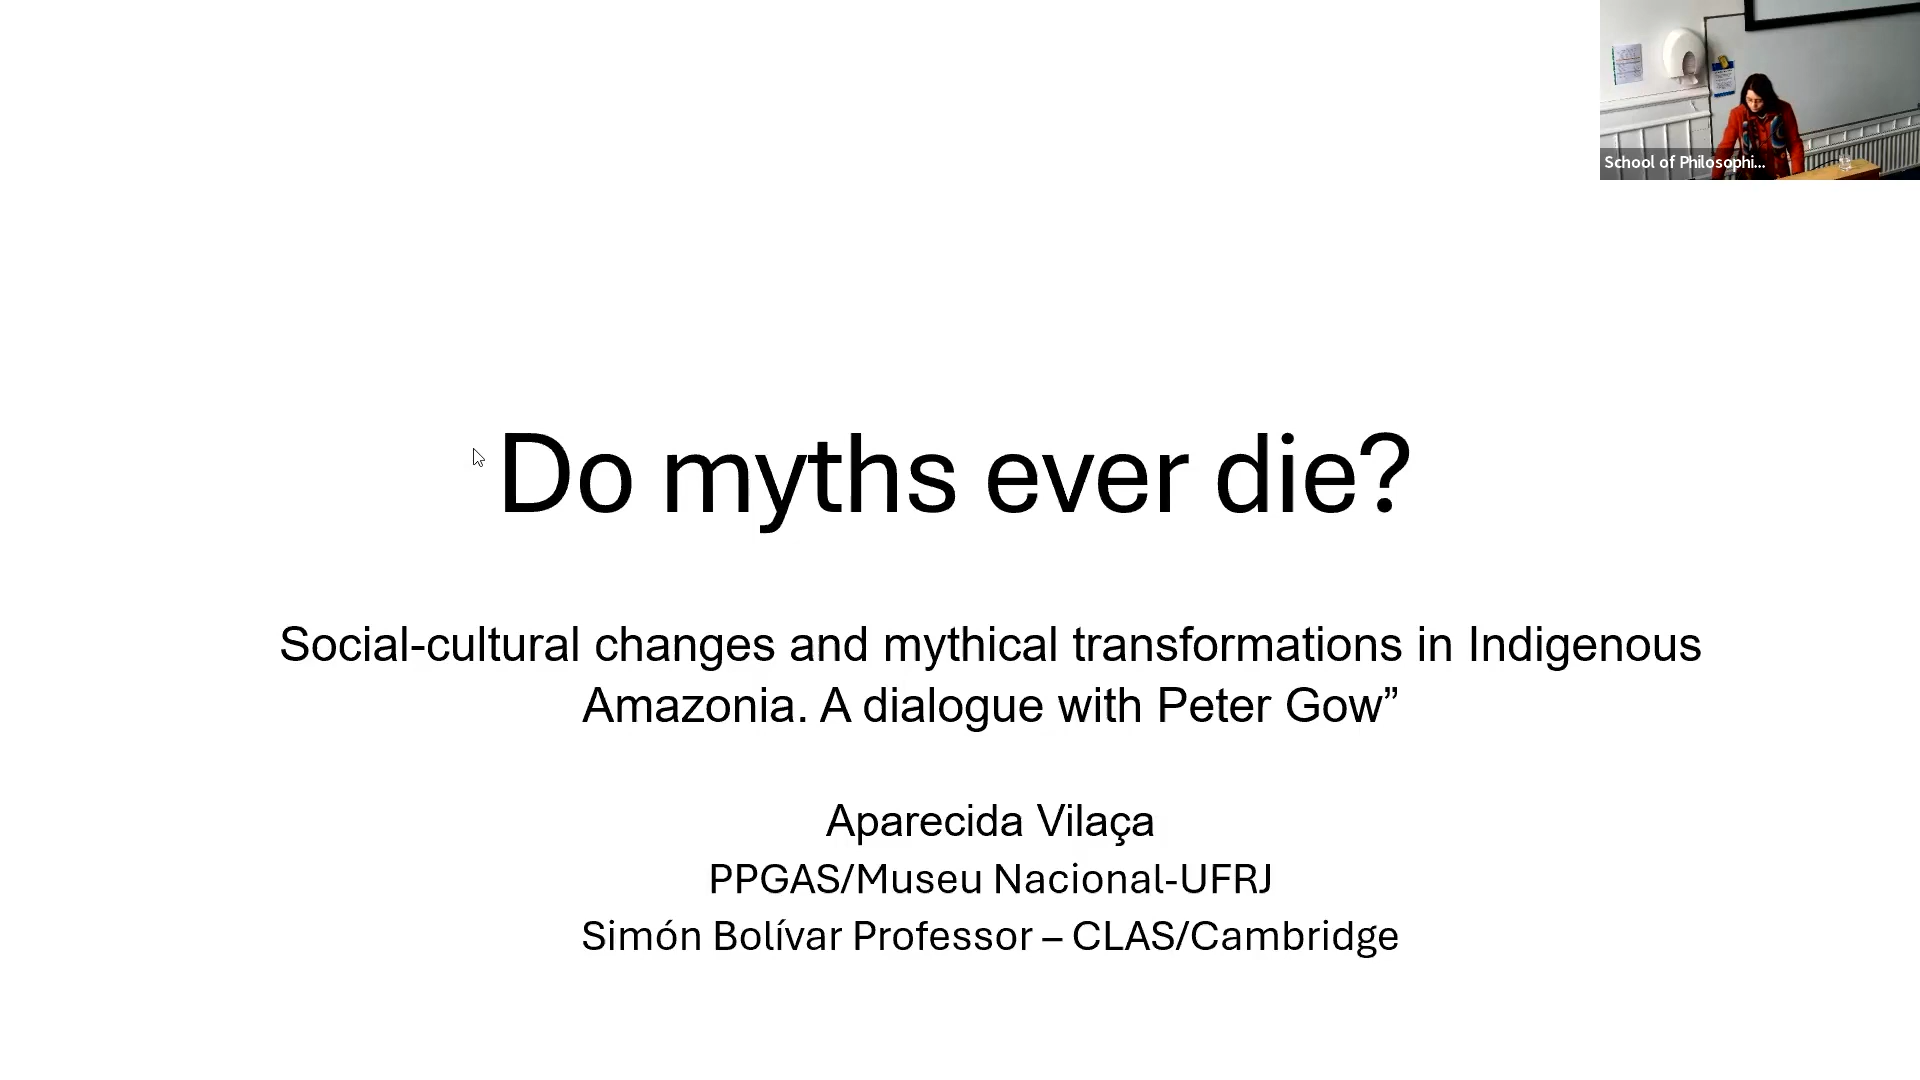 School of Philosophi...
Do myths ever die?
Social-cultural changes and mythical transformations in Indigenous
Amazonia. A dialogue with Peter Gow”
Aparecida Vilaça
PPGAS/Museu Nacional-UFRJ
Simón Bolívar Professor – CLAS/Cambridge